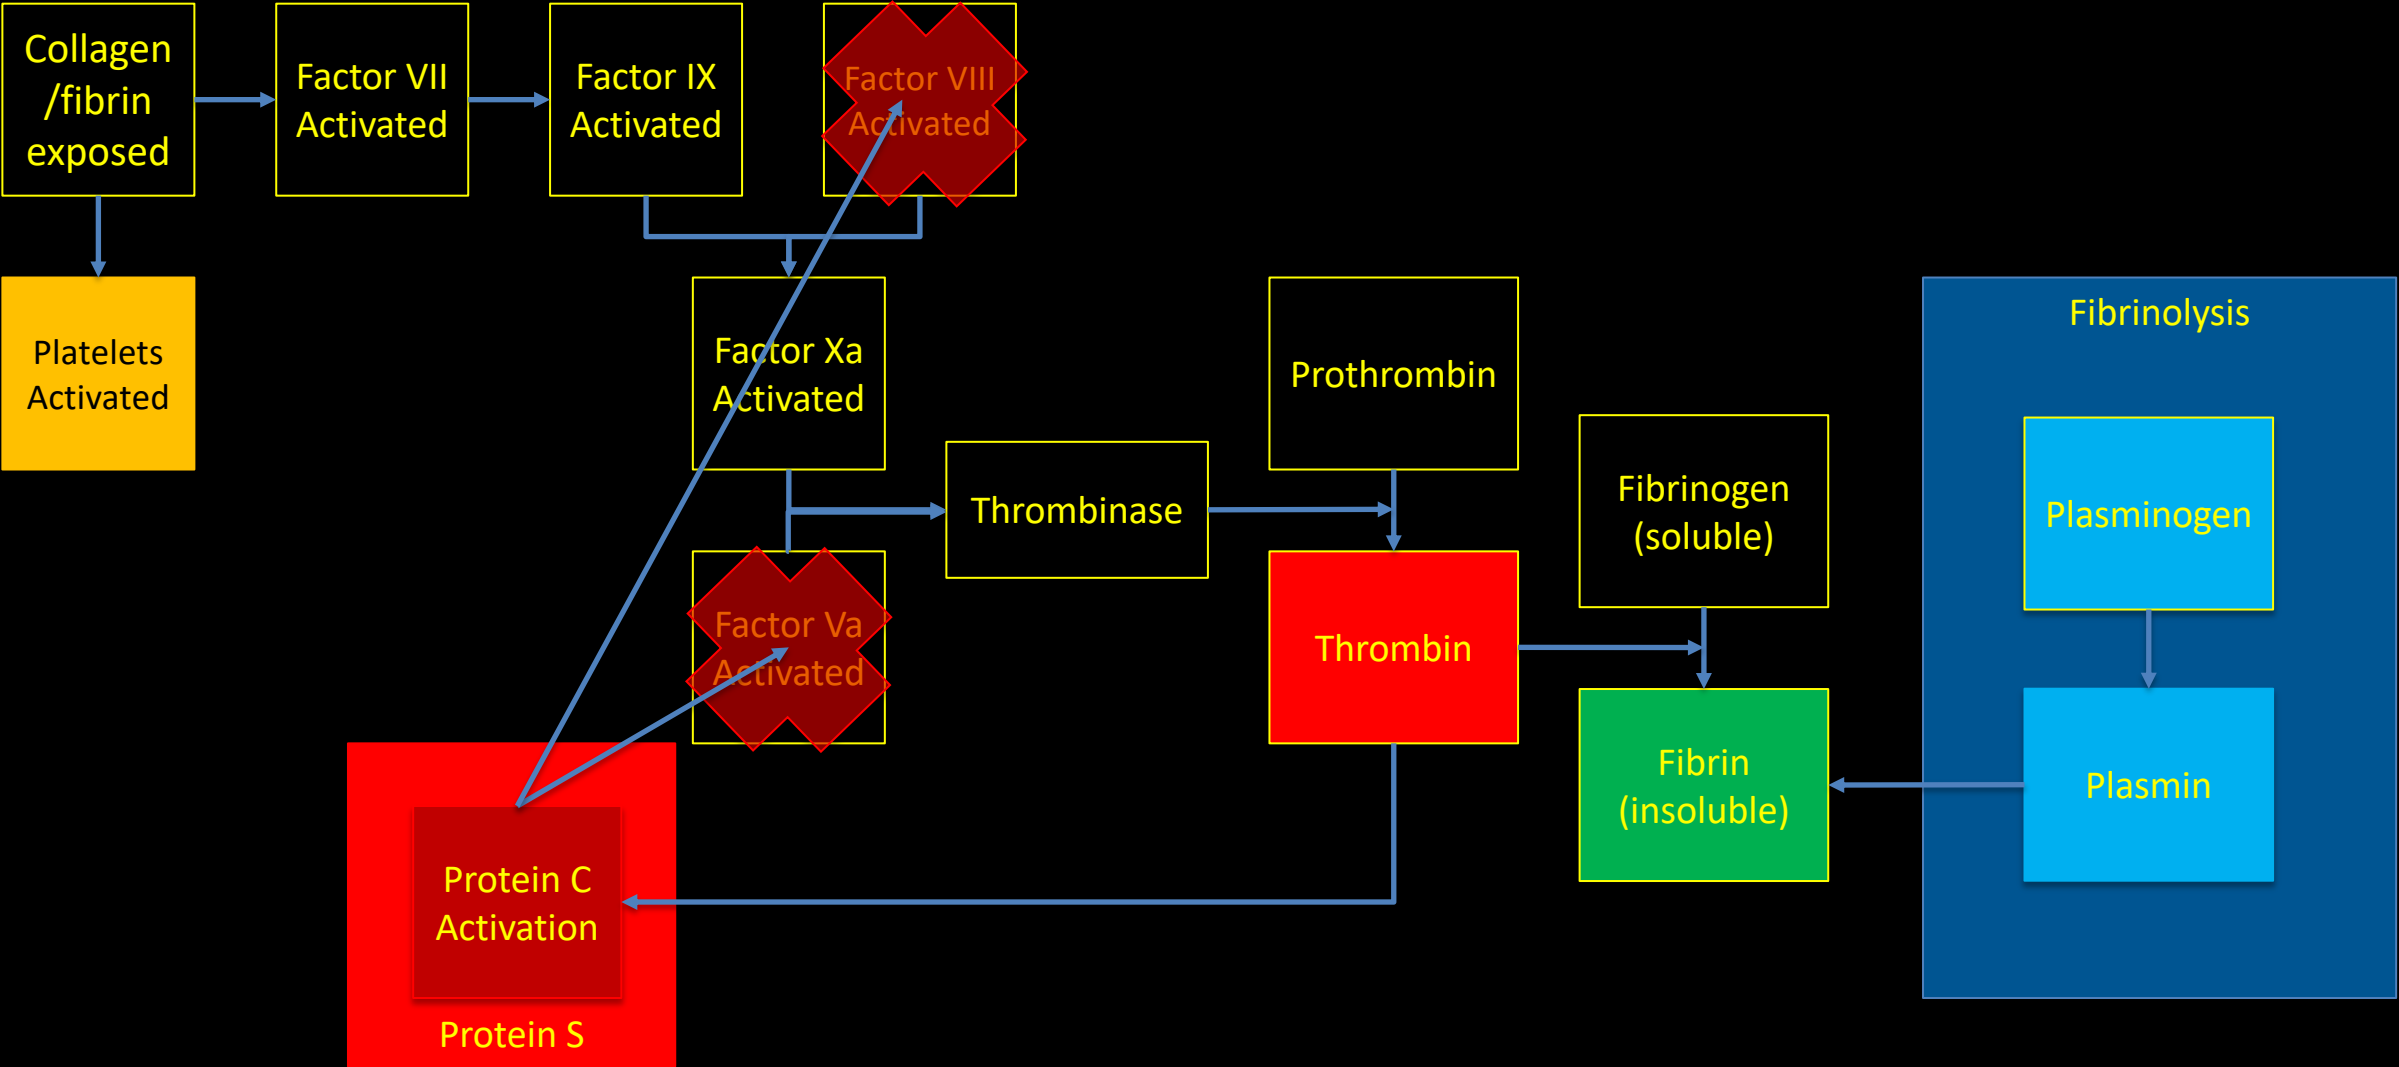 Collagen
/fibrin
exposed
Factor VII
Activated
Factor IX
Activated
Factor VIII
Activated
Platelets
Activated
Factor Xa
Activated
Prothrombin
Fibrinolysis
Thrombinase
Fibrinogen
(soluble)
Plasminogen
Factor Va
Activated
Thrombin
Fibrin
(insoluble)
Plasmin
Protein C
Activation
Protein S